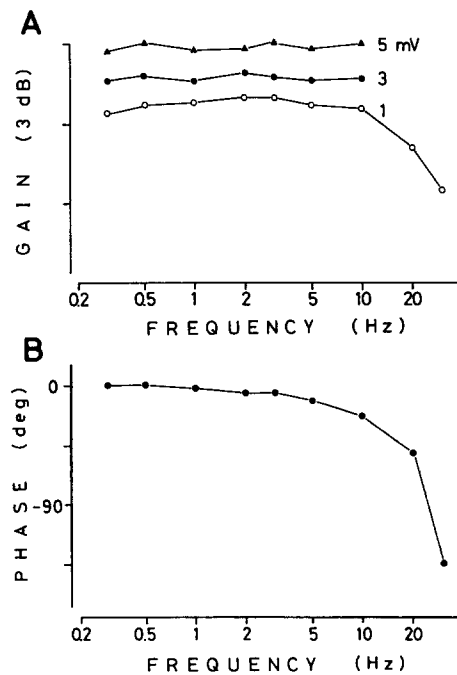 A
5 mV
3
1
GAIN (3 dB)
0.2 0.5 1 2 5 10 20
FREQUENCY (Hz)
B
0
-90
PHASE (deg)
0.2 0.5 1 2 5 10 20
FREQUENCY (Hz)